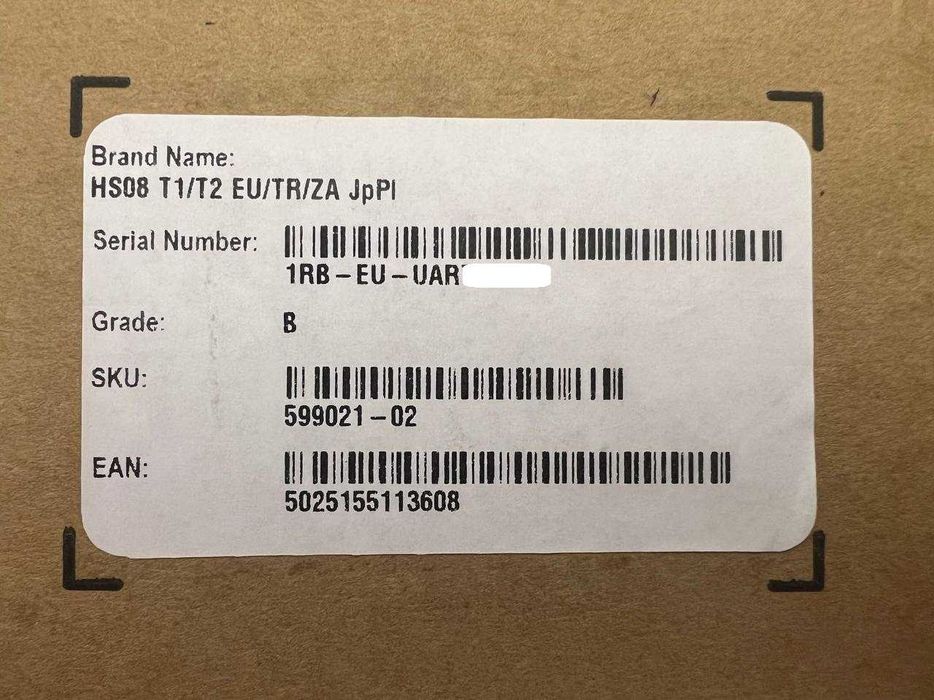 Brand Name:
HS08 T1/T2 EU/TR/ZA JpPl
Serial Number:
1RB-EU-UAR
Grade: B
SKU:
599021-02
EAN:
5025155113608